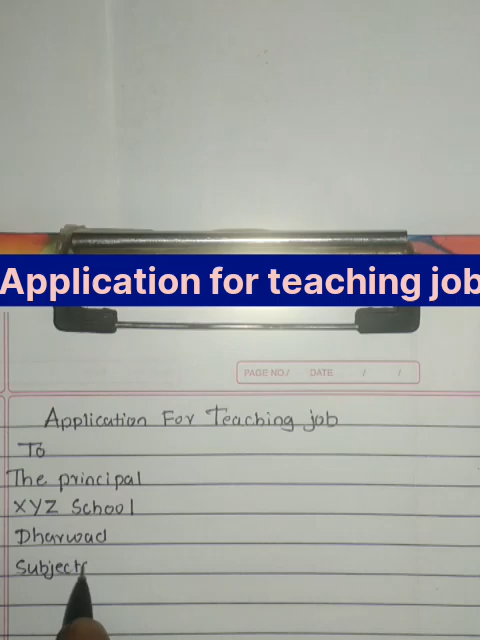 Application for teaching job
PAGE NO./ DATE / /
Application For Teaching job
To
The principal
XYZ School
Dharwad
Subject